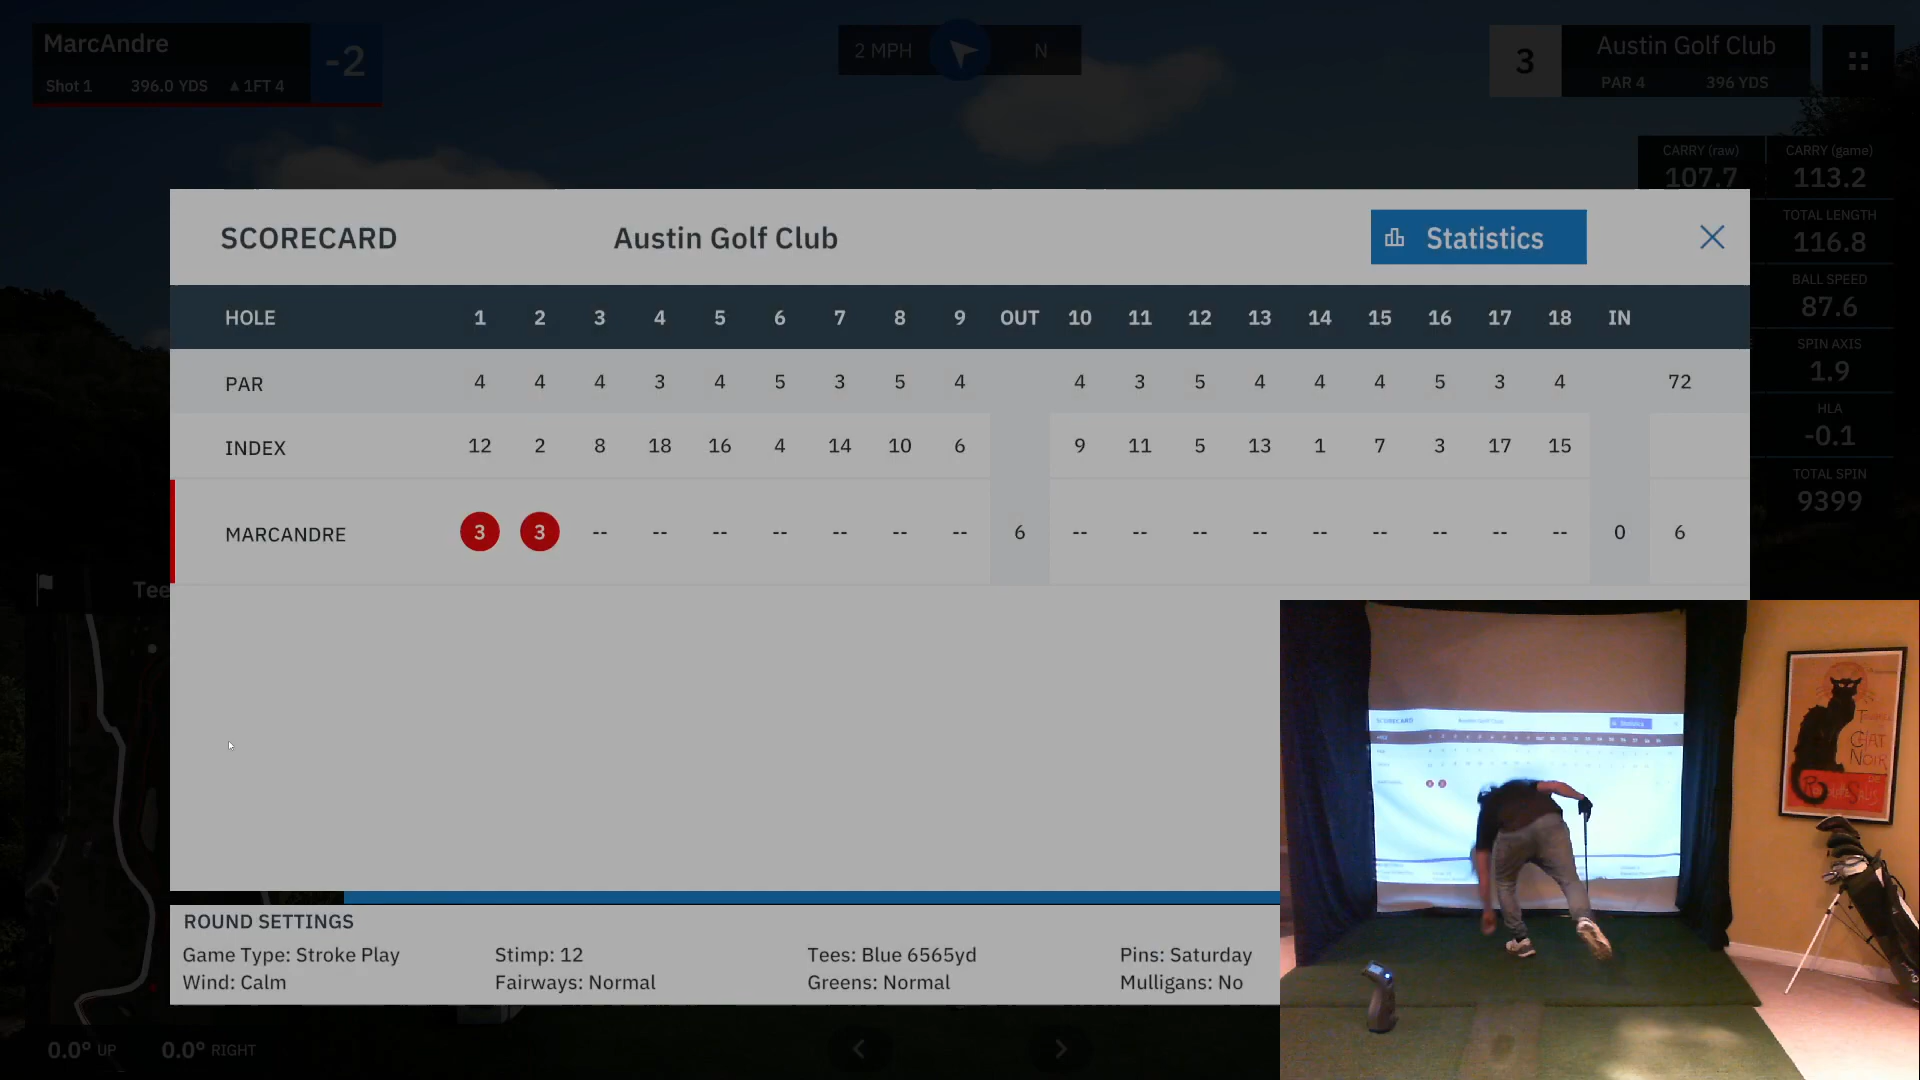 MarcAndre
-2
Shot 1 396.0 YDS ▲1FT 4
2 MPH N
3
Austin Golf Club
PAR 4 396 YDS
CARRY (raw) CARRY (game)
107.7 113.2
TOTAL LENGTH
116.8
BALL SPEED
87.6
SPIN AXIS
1.9
HLA
-0.1
TOTAL SPIN
9399
SCORECARD Austin Golf Club Statistics
HOLE 1 2 3 4 5 6 7 8 9 OUT 10 11 12 13 14 15 16 17 18 IN
PAR 4 4 4 3 4 5 3 5 4 4 3 5 4 4 4 5 3 4 72
INDEX 12 2 8 18 16 4 14 10 6 9 11 5 13 1 7 3 17 15
MARCANDRE 3 3 -- -- -- -- -- -- -- 6 -- -- -- -- -- -- -- -- -- 0 6
Tee
ROUND SETTINGS
Game Type: Stroke Play Stimp: 12 Tees: Blue 6565yd Pins: Saturday
Wind: Calm Fairways: Normal Greens: Normal Mulligans: No
0.0° UP 0.0° RIGHT
SCORECARD Austin Golf Club Statistics
CHAT
NOIR